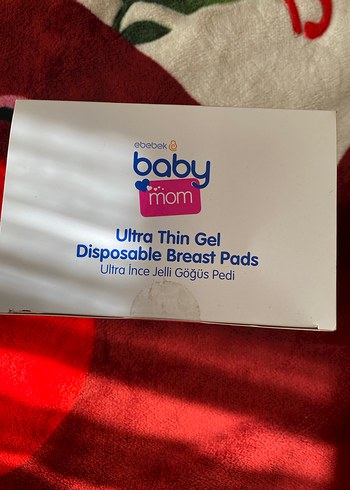 ebebek
baby
mom
Ultra Thin Gel
Disposable Breast Pads
Ultra İnce Jelli Göğüs Pedi